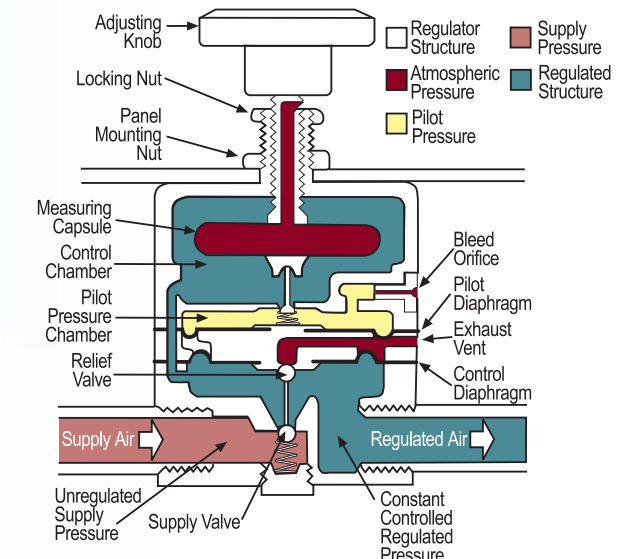 Adjusting
Knob
Locking Nut
Panel
Mounting
Nut
Measuring
Capsule
Control
Chamber
Pilot
Pressure
Chamber
Relief
Valve
Regulator
Structure
Supply
Pressure
Atmospheric
Pressure
Regulated
Structure
Pilot
Pressure
Bleed
Orifice
Pilot
Diaphragm
Exhaust
Vent
Control
Diaphragm
Supply Air
Regulated Air
Unregulated
Supply
Pressure
Supply Valve
Constant
Controlled
Regulated
Pressure